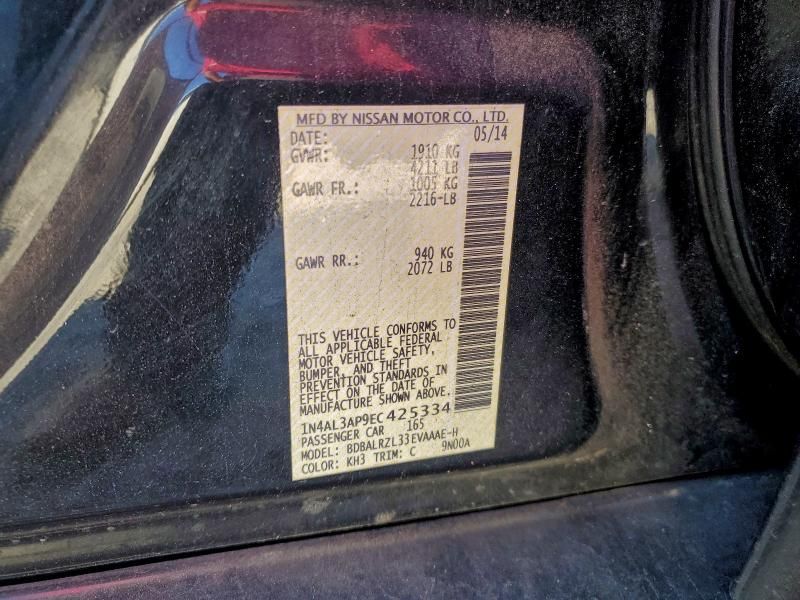 MFD BY NISSAN MOTOR CO., LTD.
DATE: 05/14
GVWR: 1910 KG
4211 LB
GAWR FR.: 1005 KG
2216-LB
GAWR RR.: 940 KG
2072 LB
THIS VEHICLE CONFORMS TO
ALL APPLICABLE FEDERAL
MOTOR VEHICLE SAFETY,
BUMPER, AND THEFT
PREVENTION STANDARDS IN
EFFECT ON THE DATE OF
MANUFACTURE SHOWN ABOVE.
1N4AL3AP9EC425334
PASSENGER CAR 165
MODEL: BDBALRZL33EVAAAE-H
COLOR: KH3 TRIM: C 9N00A